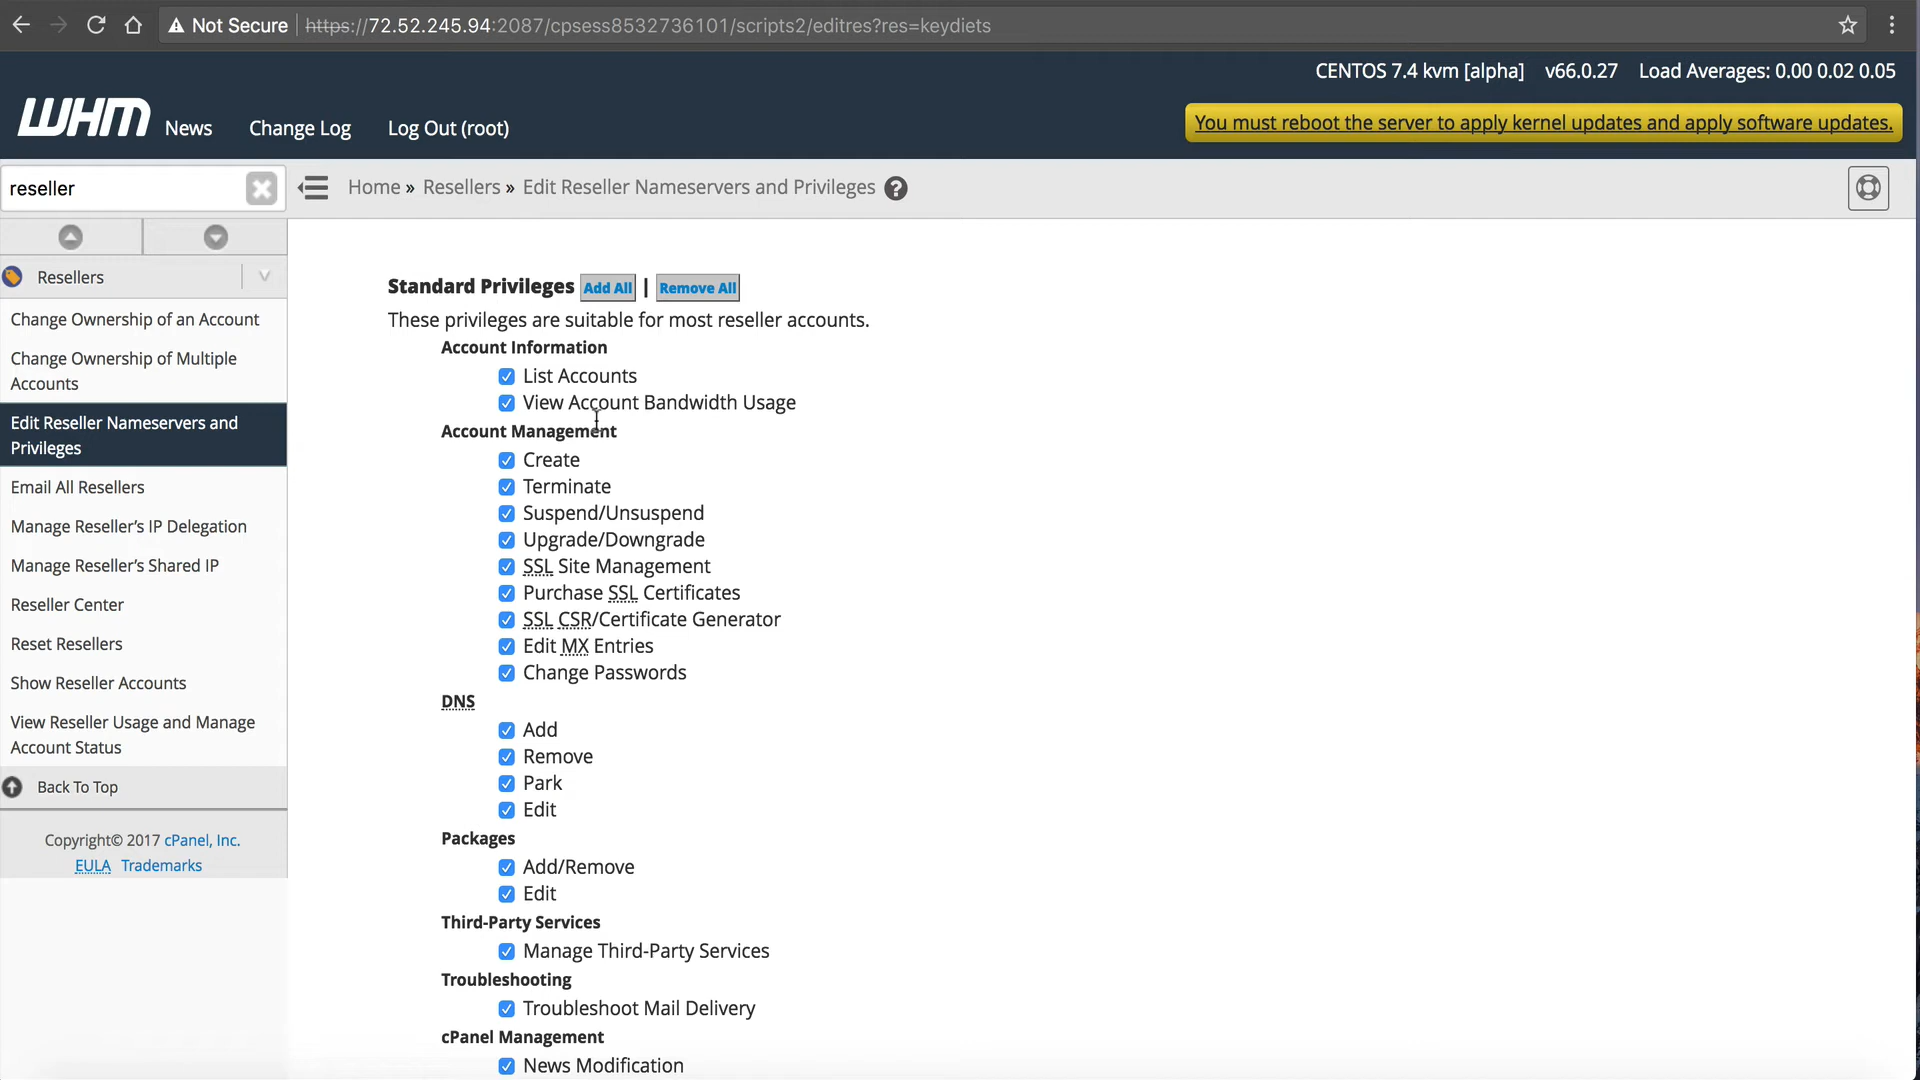 Not Secure https://72.52.245.94:2087/cpsess8532736101/scripts2/editres?res=keydiets
CENTOS 7.4 kvm [alpha] v66.0.27 Load Averages: 0.00 0.02 0.05
WHM News Change Log Log Out (root)
You must reboot the server to apply kernel updates and apply software updates.
reseller
Home » Resellers » Edit Reseller Nameservers and Privileges ?
Resellers
Change Ownership of an Account
Change Ownership of Multiple
Accounts
Edit Reseller Nameservers and
Privileges
Email All Resellers
Manage Reseller's IP Delegation
Manage Reseller's Shared IP
Reseller Center
Reset Resellers
Show Reseller Accounts
View Reseller Usage and Manage
Account Status
Back To Top
Copyright© 2017 cPanel, Inc.
EULA Trademarks
Standard Privileges Add All | Remove All
These privileges are suitable for most reseller accounts.
Account Information
List Accounts
View Account Bandwidth Usage
Account Management
Create
Terminate
Suspend/Unsuspend
Upgrade/Downgrade
SSL Site Management
Purchase SSL Certificates
SSL CSR/Certificate Generator
Edit MX Entries
Change Passwords
DNS
Add
Remove
Park
Edit
Packages
Add/Remove
Edit
Third-Party Services
Manage Third-Party Services
Troubleshooting
Troubleshoot Mail Delivery
cPanel Management
News Modification